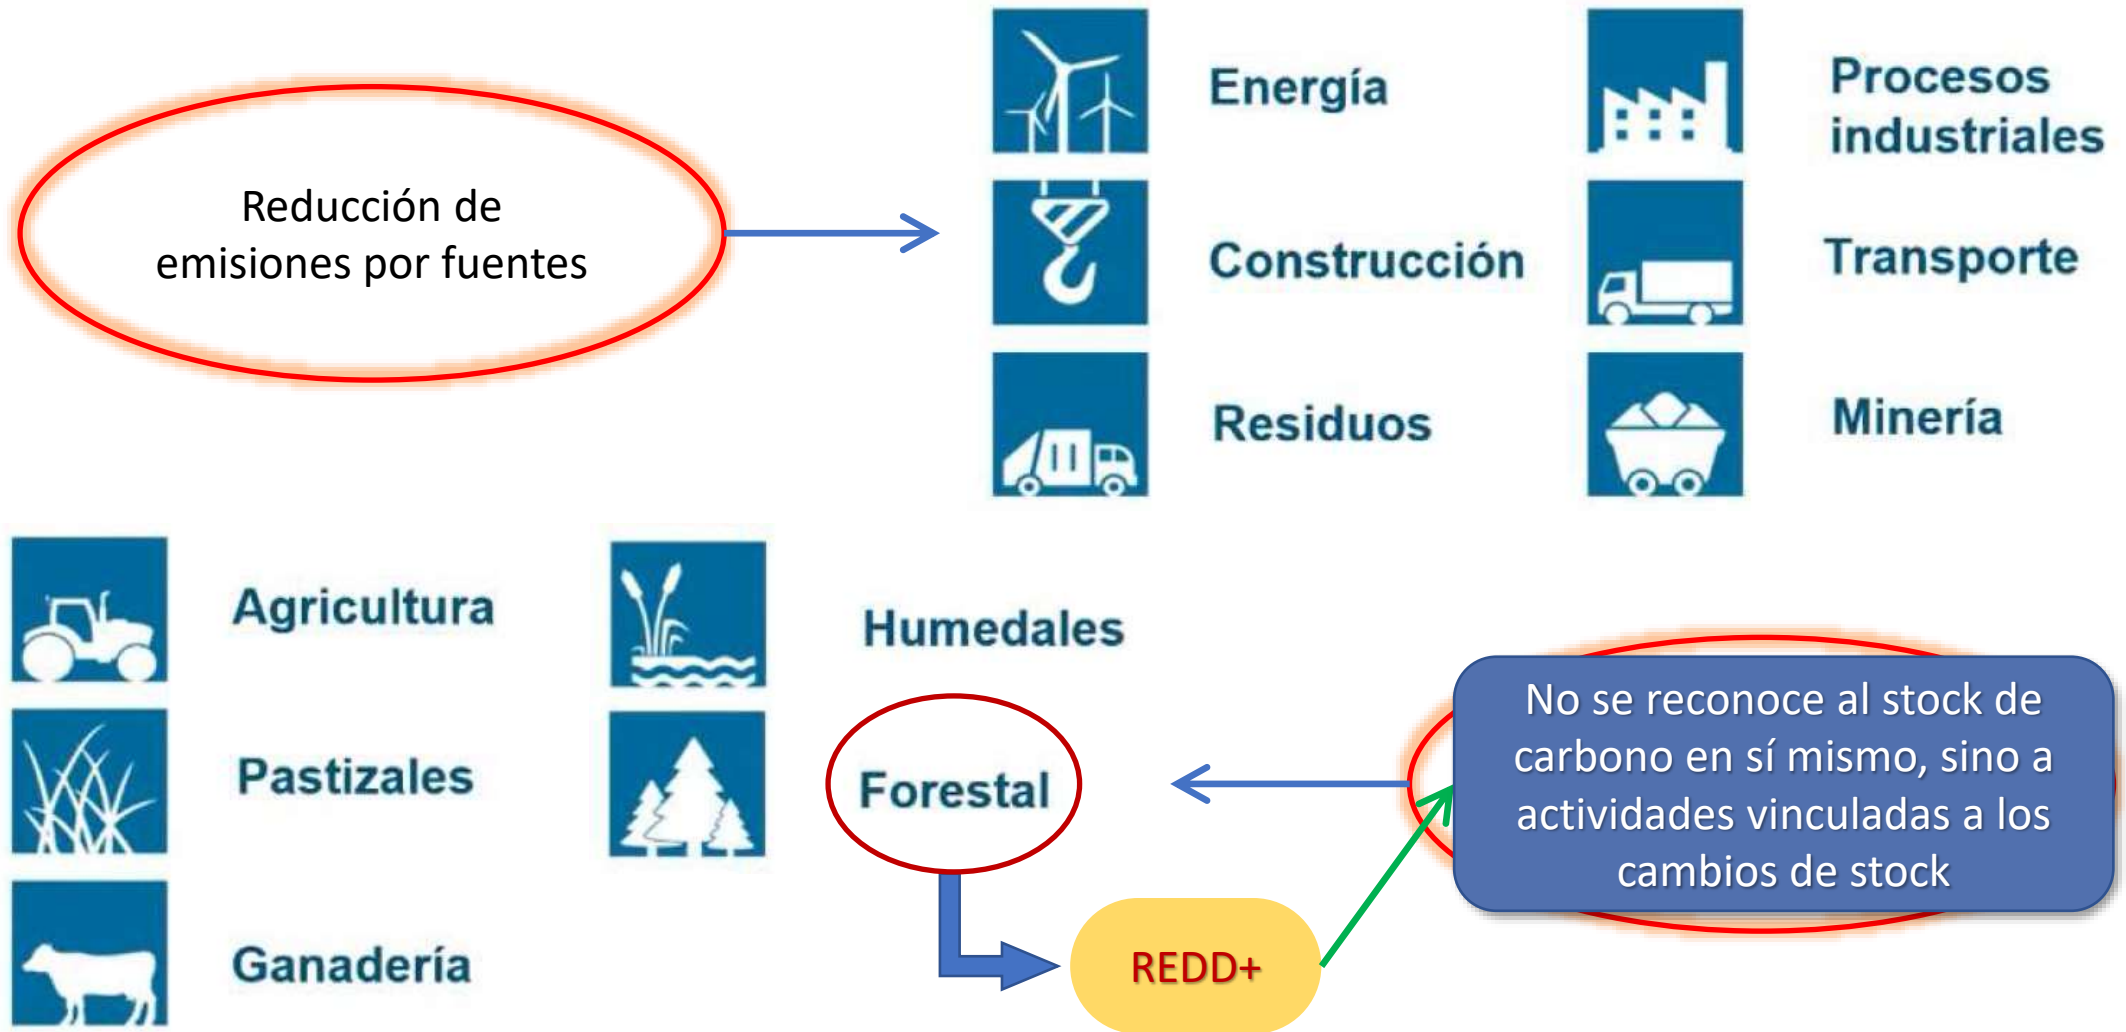 Reducción de
emisiones por fuentes
Energía
Procesos
industriales
Construcción
Transporte
Residuos
Minería
Agricultura
Humedales
Pastizales
Forestal
Ganadería
No se reconoce al stock de
carbono en sí mismo, sino a
actividades vinculadas a los
cambios de stock
REDD+